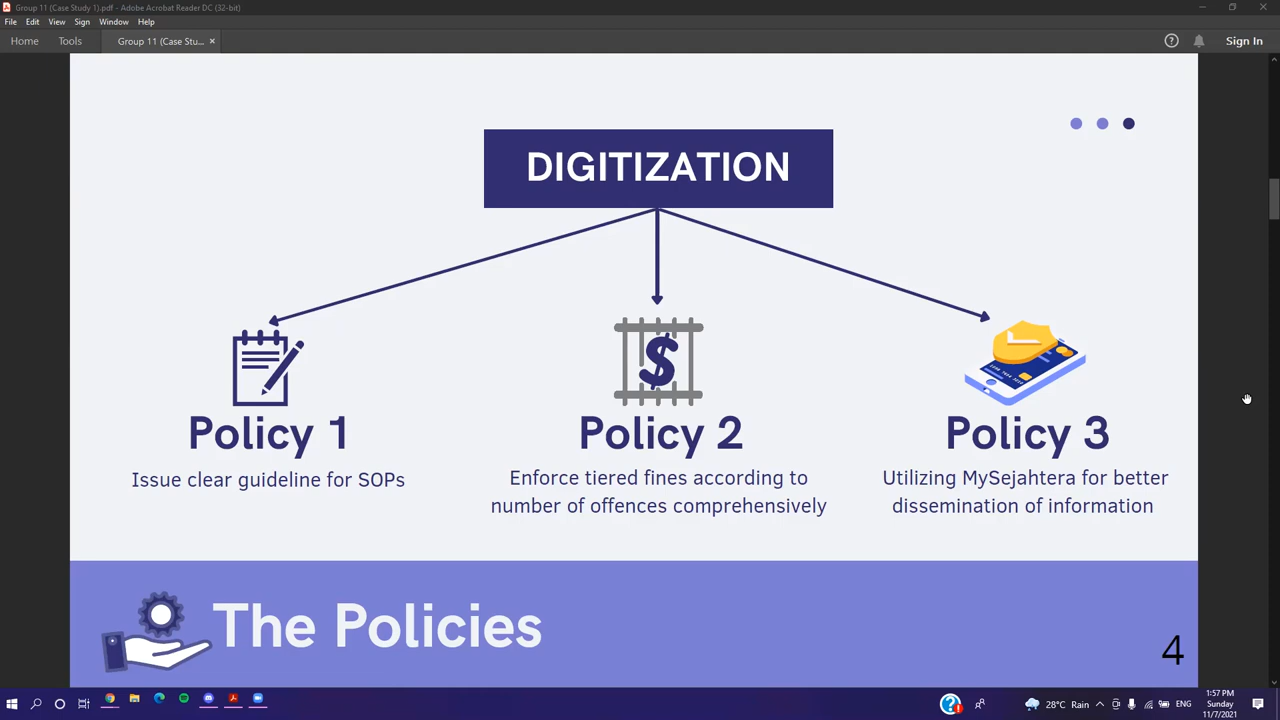 Group 11 (Case Study 1).pdf - Adobe Acrobat Reader DC (32-bit)
File Edit View Sign Window Help
Home Tools Group 11 (Case Stu... × Sign In
DIGITIZATION
Policy 1
Issue clear guideline for SOPs
Policy 2
Enforce tiered fines according to
number of offences comprehensively
Policy 3
Utilizing MySejahtera for better
dissemination of information
The Policies
4
28°C Rain ENG
1:57 PM
Sunday
11/7/2021